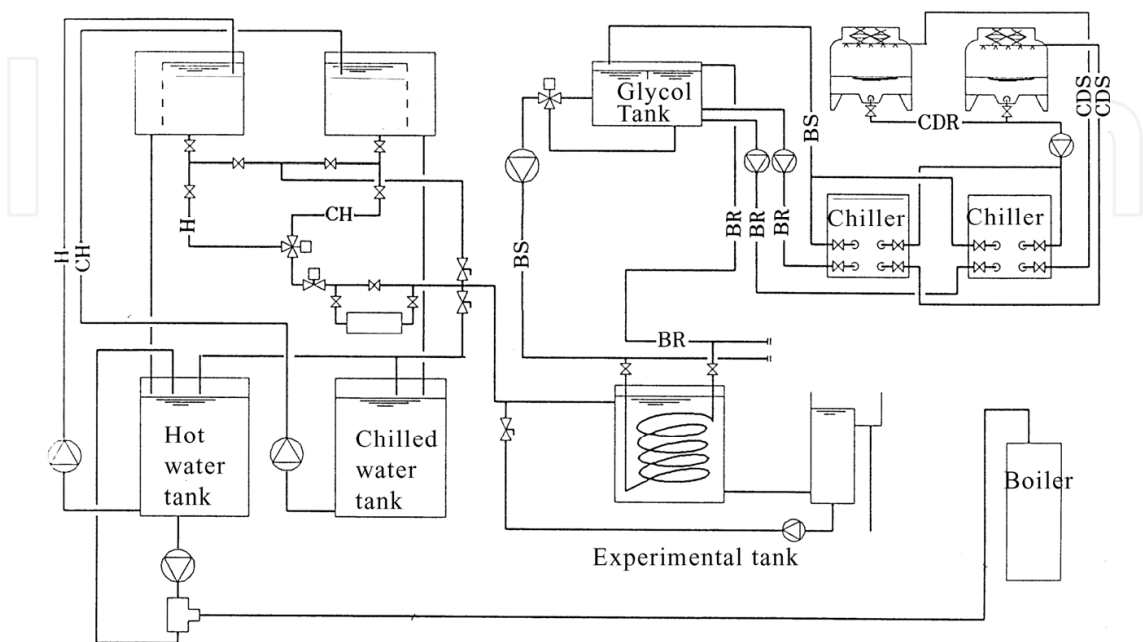 Glycol
Tank
BS
CDS
CDS
CDR
Chiller
Chiller
H
CH
H
CH
BS
BR
BR
BR
BR
Hot
water
tank
Chilled
water
tank
Boiler
Experimental tank